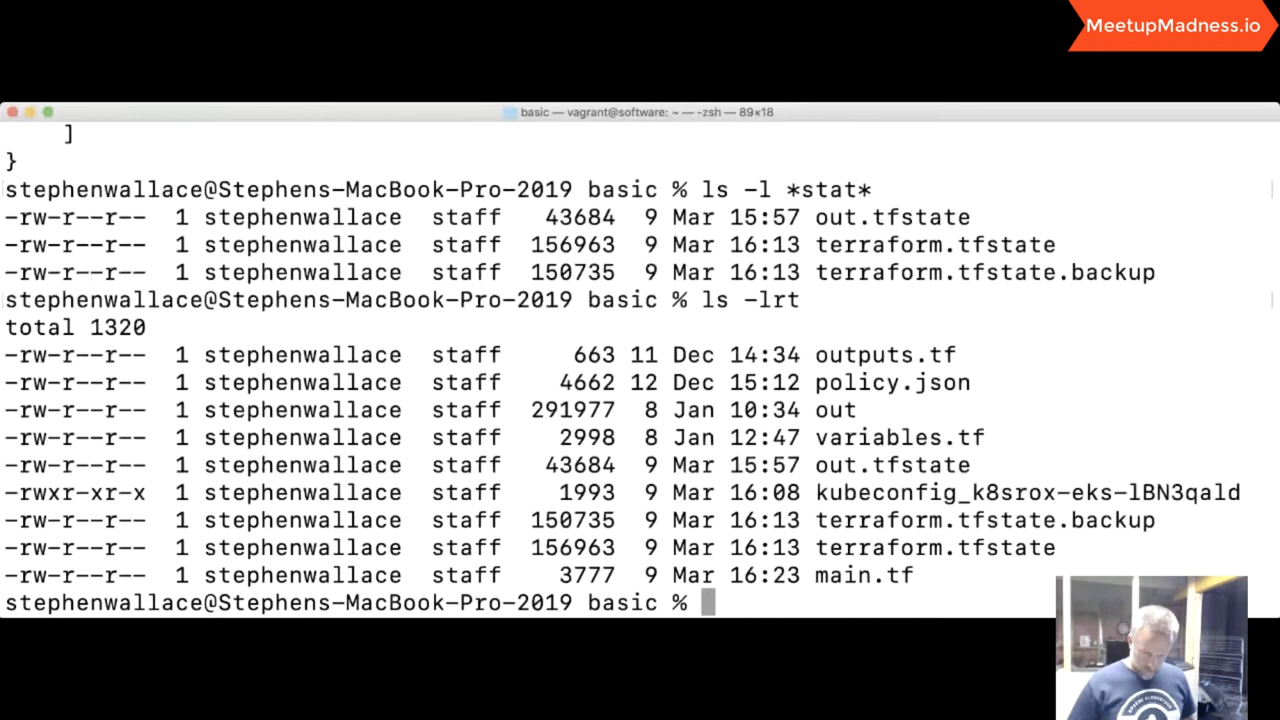 MeetupMadness.io
basic — vagrant@software: ~ — -zsh — 89×18
]
}
stephenwallace@Stephens-MacBook-Pro-2019 basic % ls -l *stat*
-rw-r--r-- 1 stephenwallace staff 43684 9 Mar 15:57 out.tfstate
-rw-r--r-- 1 stephenwallace staff 156963 9 Mar 16:13 terraform.tfstate
-rw-r--r-- 1 stephenwallace staff 150735 9 Mar 16:13 terraform.tfstate.backup
stephenwallace@Stephens-MacBook-Pro-2019 basic % ls -lrt
total 1320
-rw-r--r-- 1 stephenwallace staff 663 11 Dec 14:34 outputs.tf
-rw-r--r-- 1 stephenwallace staff 4662 12 Dec 15:12 policy.json
-rw-r--r-- 1 stephenwallace staff 291977 8 Jan 10:34 out
-rw-r--r-- 1 stephenwallace staff 2998 8 Jan 12:47 variables.tf
-rw-r--r-- 1 stephenwallace staff 43684 9 Mar 15:57 out.tfstate
-rwxr-xr-x 1 stephenwallace staff 1993 9 Mar 16:08 kubeconfig_k8srox-eks-lBN3qald
-rw-r--r-- 1 stephenwallace staff 150735 9 Mar 16:13 terraform.tfstate.backup
-rw-r--r-- 1 stephenwallace staff 156963 9 Mar 16:13 terraform.tfstate
-rw-r--r-- 1 stephenwallace staff 3777 9 Mar 16:23 main.tf
stephenwallace@Stephens-MacBook-Pro-2019 basic %